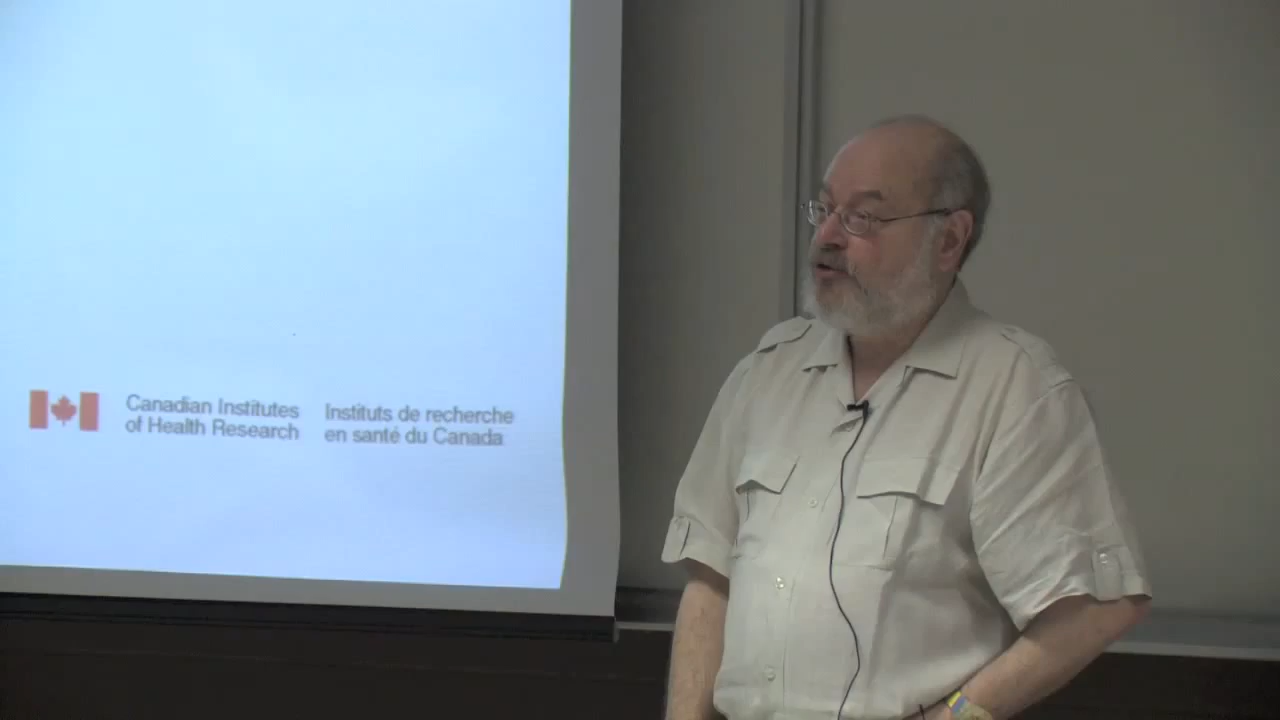 Canadian Institutes
of Health Research
Instituts de recherche
en santé du Canada